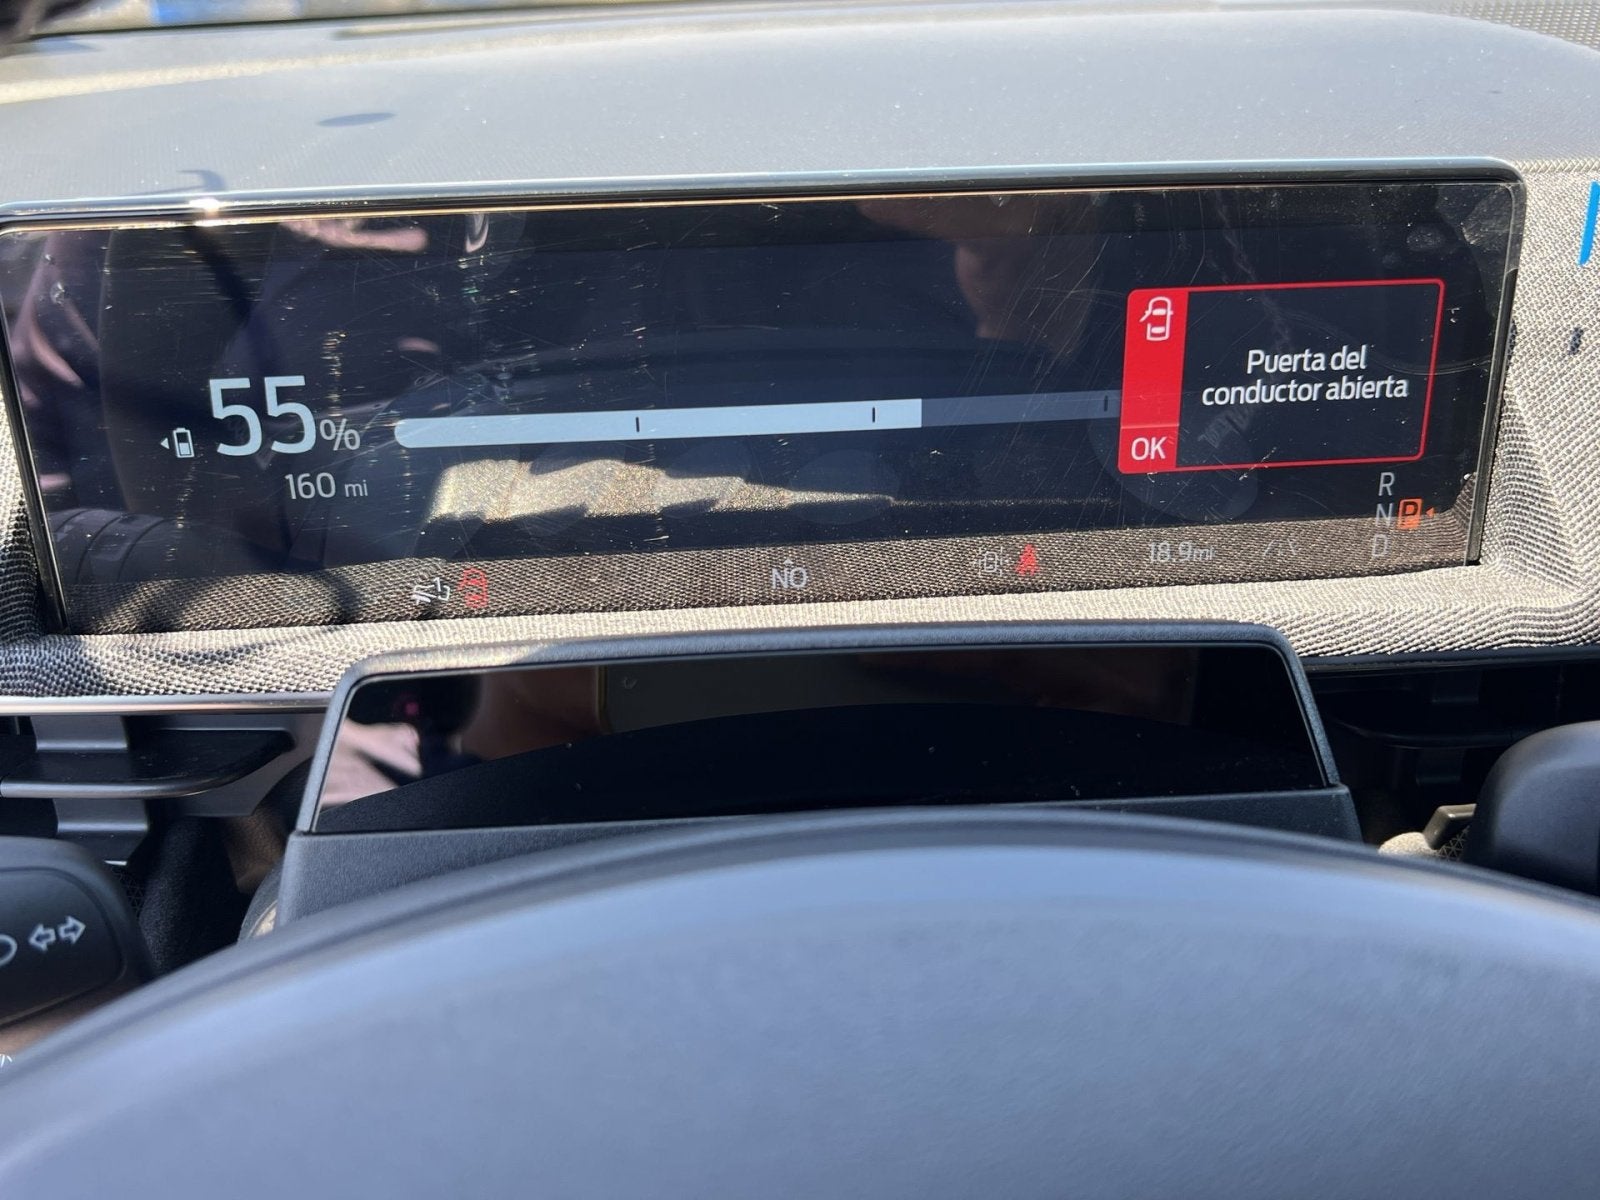 55%
160 mi
Puerta del
conductor abierta
OK
R
N P
D
NO
18.9mi